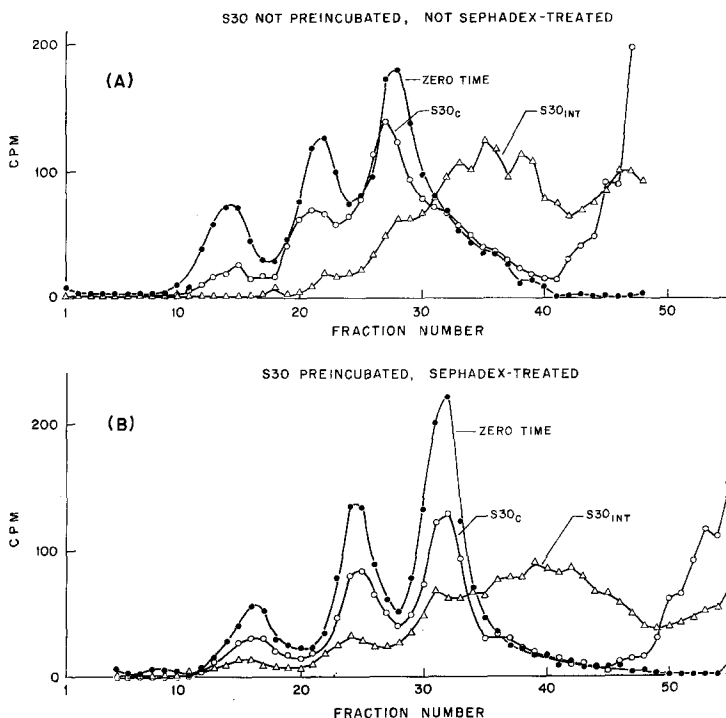 S30 NOT PREINCUBATED, NOT SEPHADEX-TREATED
200
(A)
ZERO TIME
S30C
S30INT
CPM
100
0
1 10 20 30 40 50
FRACTION NUMBER
S30 PREINCUBATED, SEPHADEX-TREATED
(B)
200
ZERO TIME
S30C
S30INT
CPM
100
0
1 10 20 30 40 50
FRACTION NUMBER